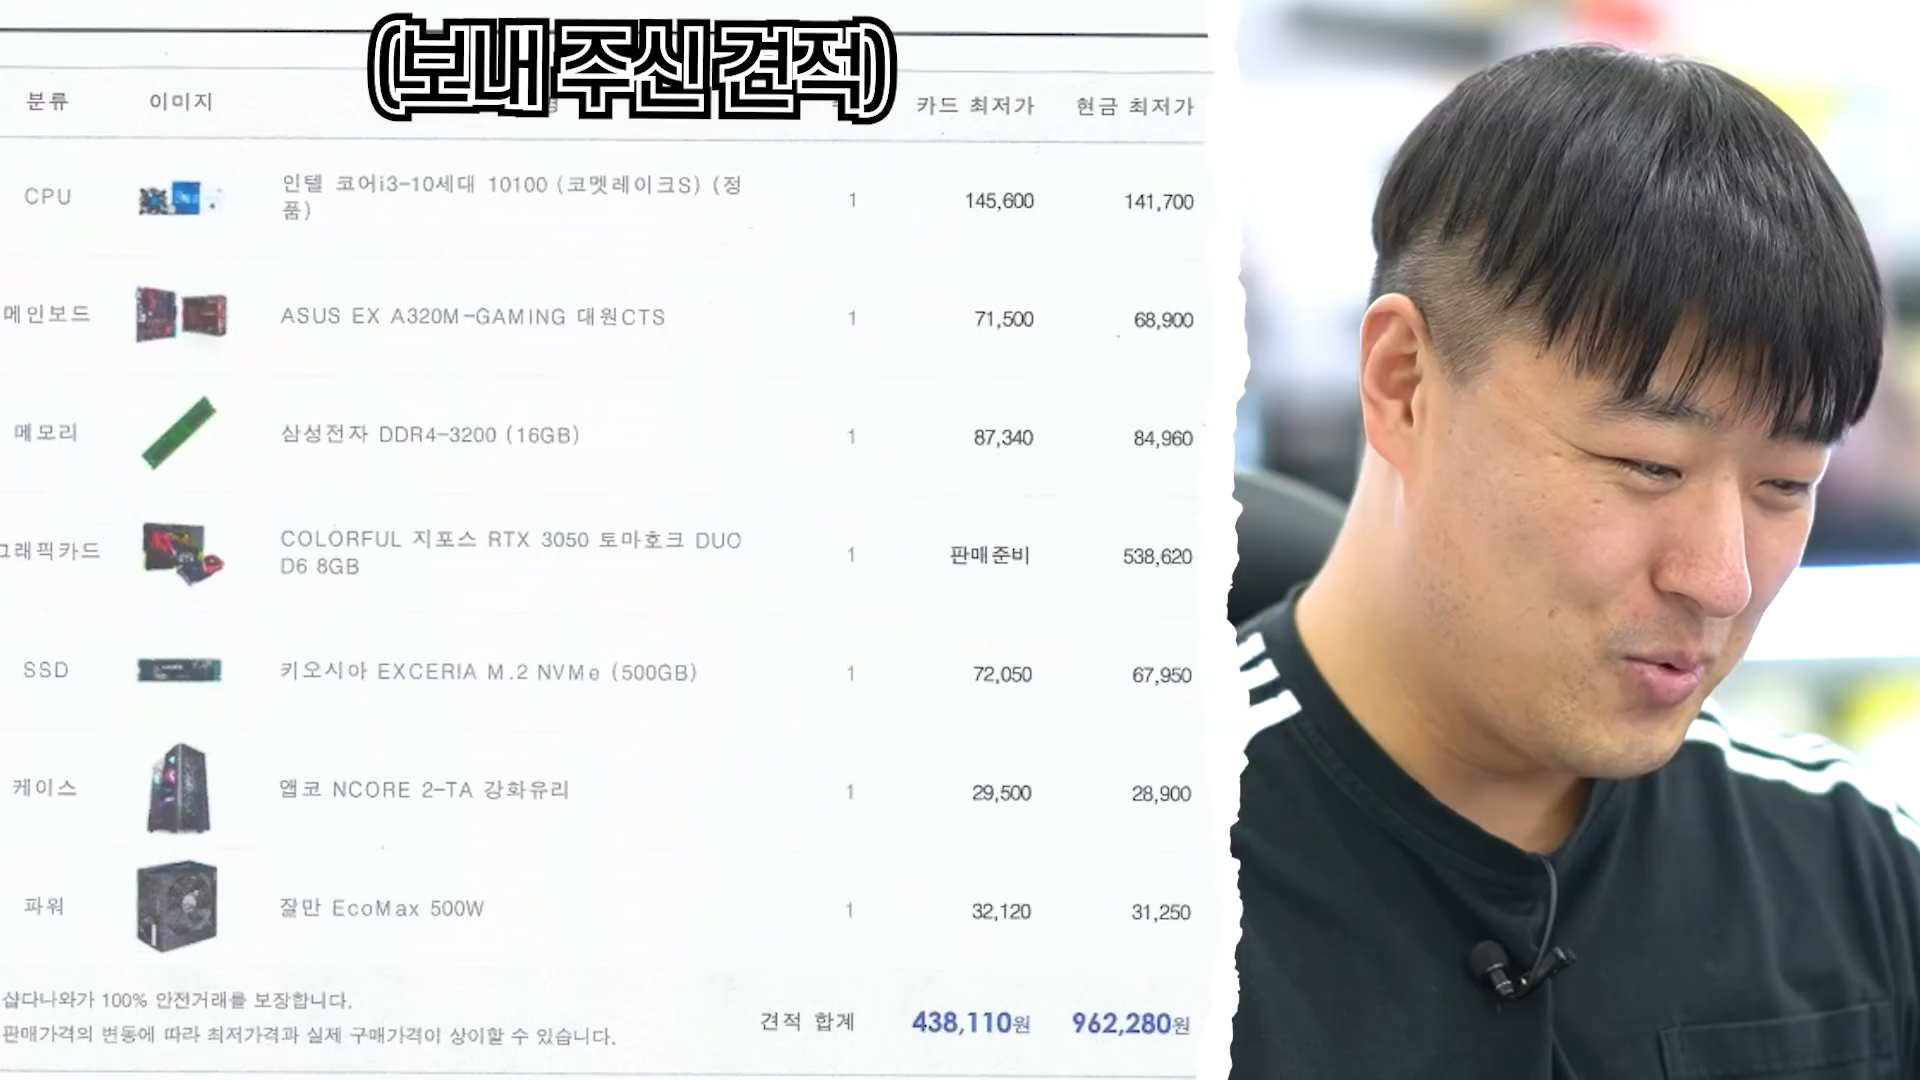 (보내 주신 견적)
분류 이미지 명 카드 최저가 현금 최저가
CPU 인텔 코어i3-10세대 10100 (코멧레이크S) (정
품) 1 145,600 141,700
메인보드 ASUS EX A320M-GAMING 대원CTS 1 71,500 68,900
메모리 삼성전자 DDR4-3200 (16GB) 1 87,340 84,960
그래픽카드 COLORFUL 지포스 RTX 3050 토마호크 DUO
D6 8GB 1 판매준비 538,620
SSD 키오시아 EXCERIA M.2 NVMe (500GB) 1 72,050 67,950
케이스 앱코 NCORE 2-TA 강화유리 1 29,500 28,900
파워 잘만 EcoMax 500W 1 32,120 31,250
샵다나와가 100% 안전거래를 보장합니다.
판매가격의 변동에 따라 최저가격과 실제 구매가격이 상이할 수 있습니다.
견적 합계 438,110원 962,280원